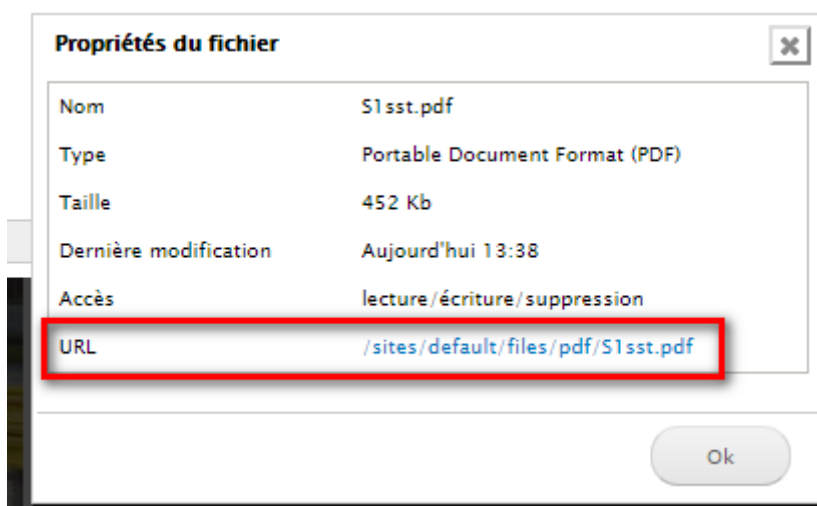 Propriétés du fichier
Nom S1sst.pdf
Type Portable Document Format (PDF)
Taille 452 Kb
Dernière modification Aujourd'hui 13:38
Accès lecture/écriture/suppression
URL /sites/default/files/pdf/S1sst.pdf
Ok